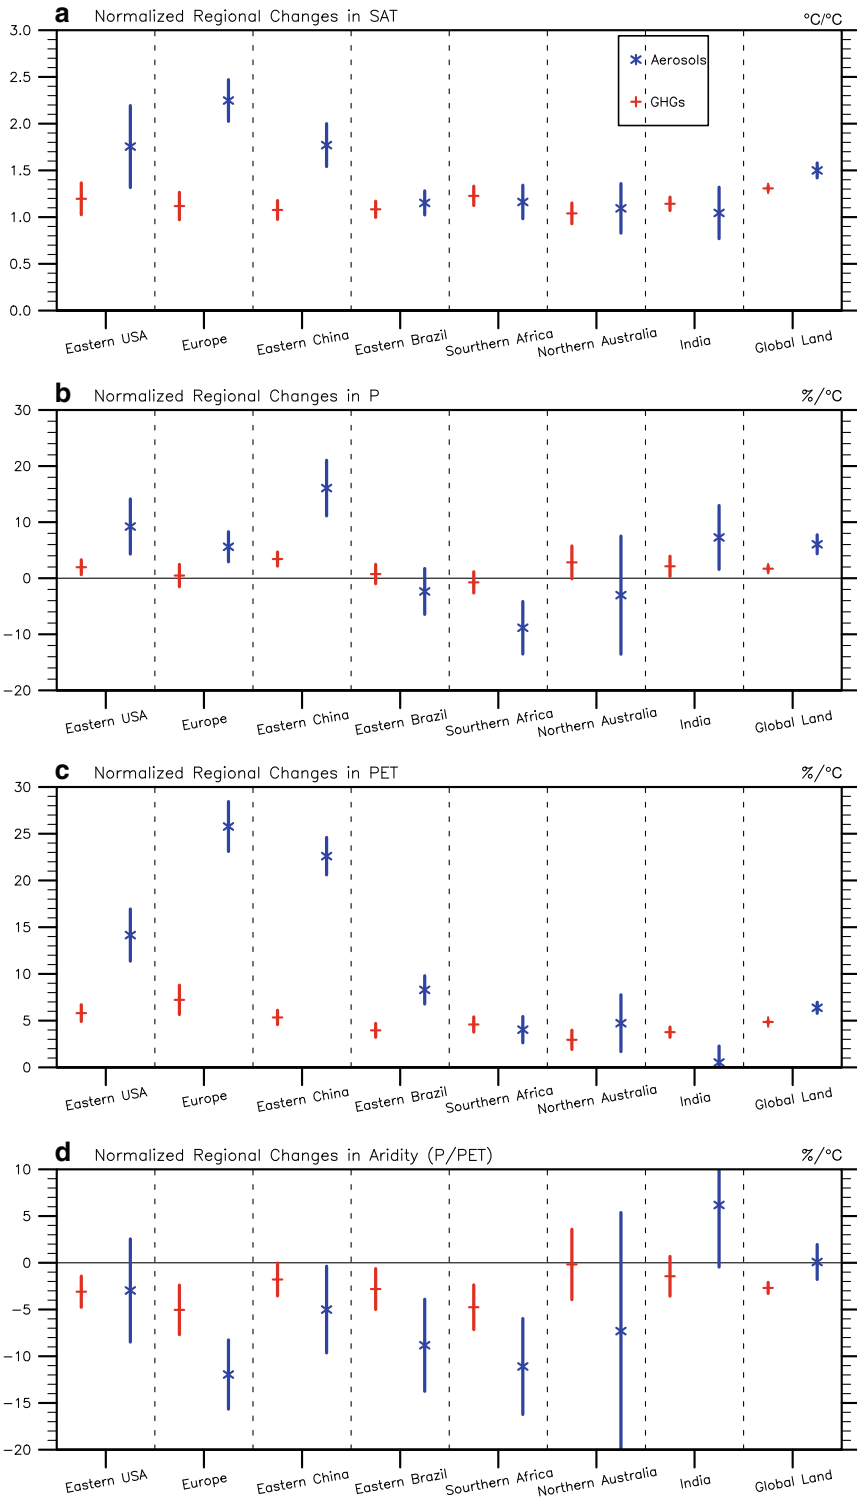 a Normalized Regional Changes in SAT °C/°C
3.0
2.5
2.0
1.5
1.0
0.5
0.0
Aerosols
GHGs
Eastern USA Europe Eastern China Eastern Brazil Sourthern Africa Northern Australia India Global Land
b Normalized Regional Changes in P %/°C
30
20
10
0
−10
−20
Eastern USA Europe Eastern China Eastern Brazil Sourthern Africa Northern Australia India Global Land
c Normalized Regional Changes in PET %/°C
30
25
20
15
10
5
0
Eastern USA Europe Eastern China Eastern Brazil Sourthern Africa Northern Australia India Global Land
d Normalized Regional Changes in Aridity (P/PET) %/°C
10
5
0
−5
−10
−15
−20
Eastern USA Europe Eastern China Eastern Brazil Sourthern Africa Northern Australia India Global Land